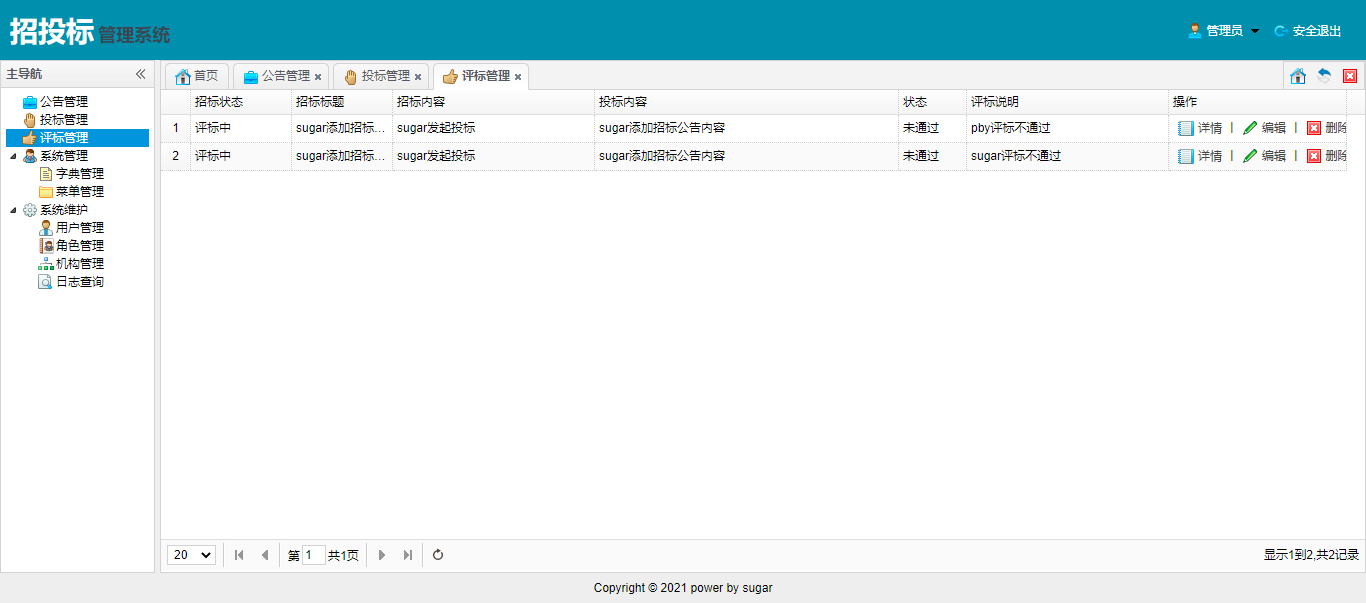 招投标 管理系统
管理员 安全退出
主导航
公告管理
投标管理
评标管理
系统管理
字典管理
菜单管理
系统维护
用户管理
角色管理
机构管理
日志查询
首页 公告管理 投标管理 评标管理
招标状态 招标标题 招标内容 投标内容 状态 评标说明 操作
1 评标中 sugar添加招标... sugar发起投标 sugar添加招标公告内容 未通过 pby评标不通过 详情 | 编辑 | 删除
2 评标中 sugar添加招标... sugar发起投标 sugar添加招标公告内容 未通过 sugar评标不通过 详情 | 编辑 | 删除
20 第 1 共1页 显示1到2,共2记录
Copyright © 2021 power by sugar